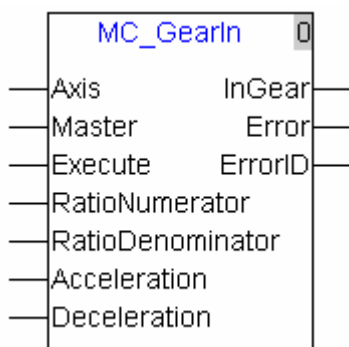 MC_GearIn 0
Axis InGear
Master Error
Execute ErrorID
RatioNumerator
RatioDenominator
Acceleration
Deceleration